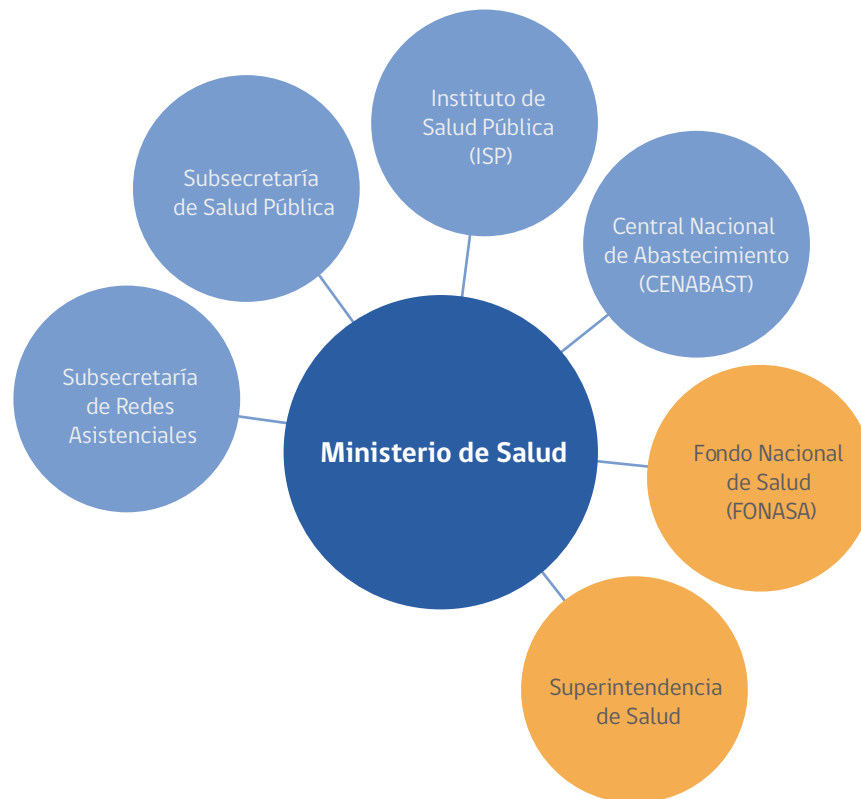 Instituto de
Salud Pública
(ISP)
Subsecretaría
de Salud Pública
Central Nacional
de Abastecimiento
(CENABAST)
Subsecretaría
de Redes
Asistenciales
Ministerio de Salud
Fondo Nacional
de Salud
(FONASA)
Superintendencia
de Salud